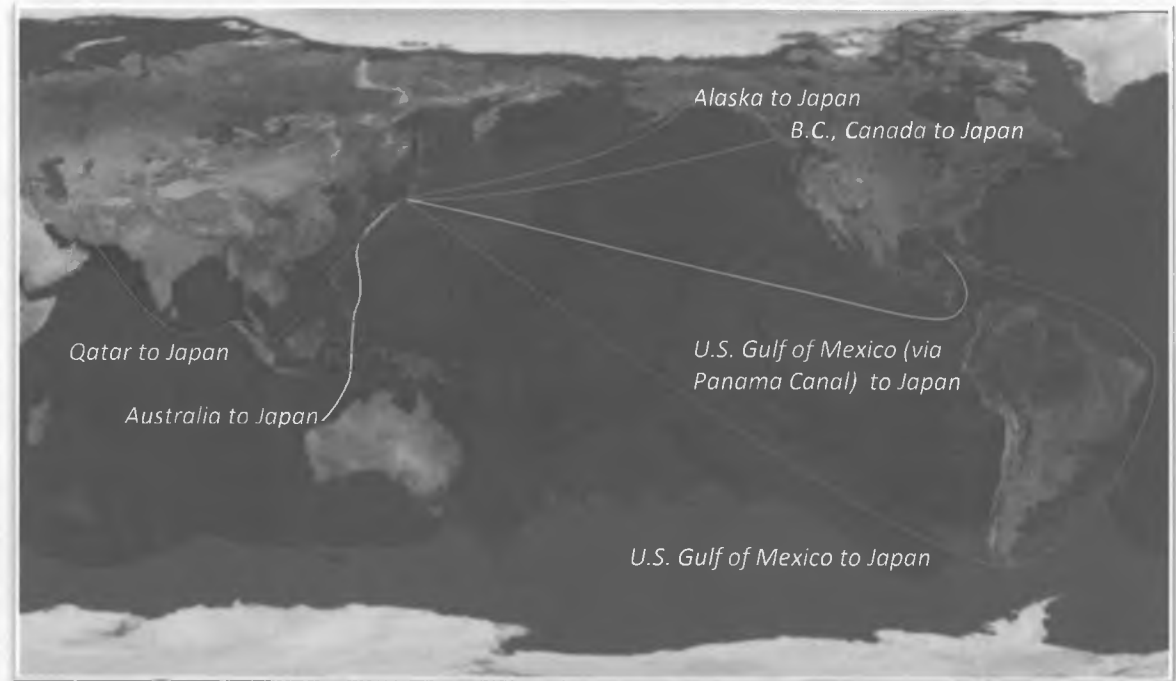 Alaska to Japan
B.C., Canada to Japan
Qatar to Japan
U.S. Gulf of Mexico (via
Panama Canal) to Japan
Australia to Japan
U.S. Gulf of Mexico to Japan